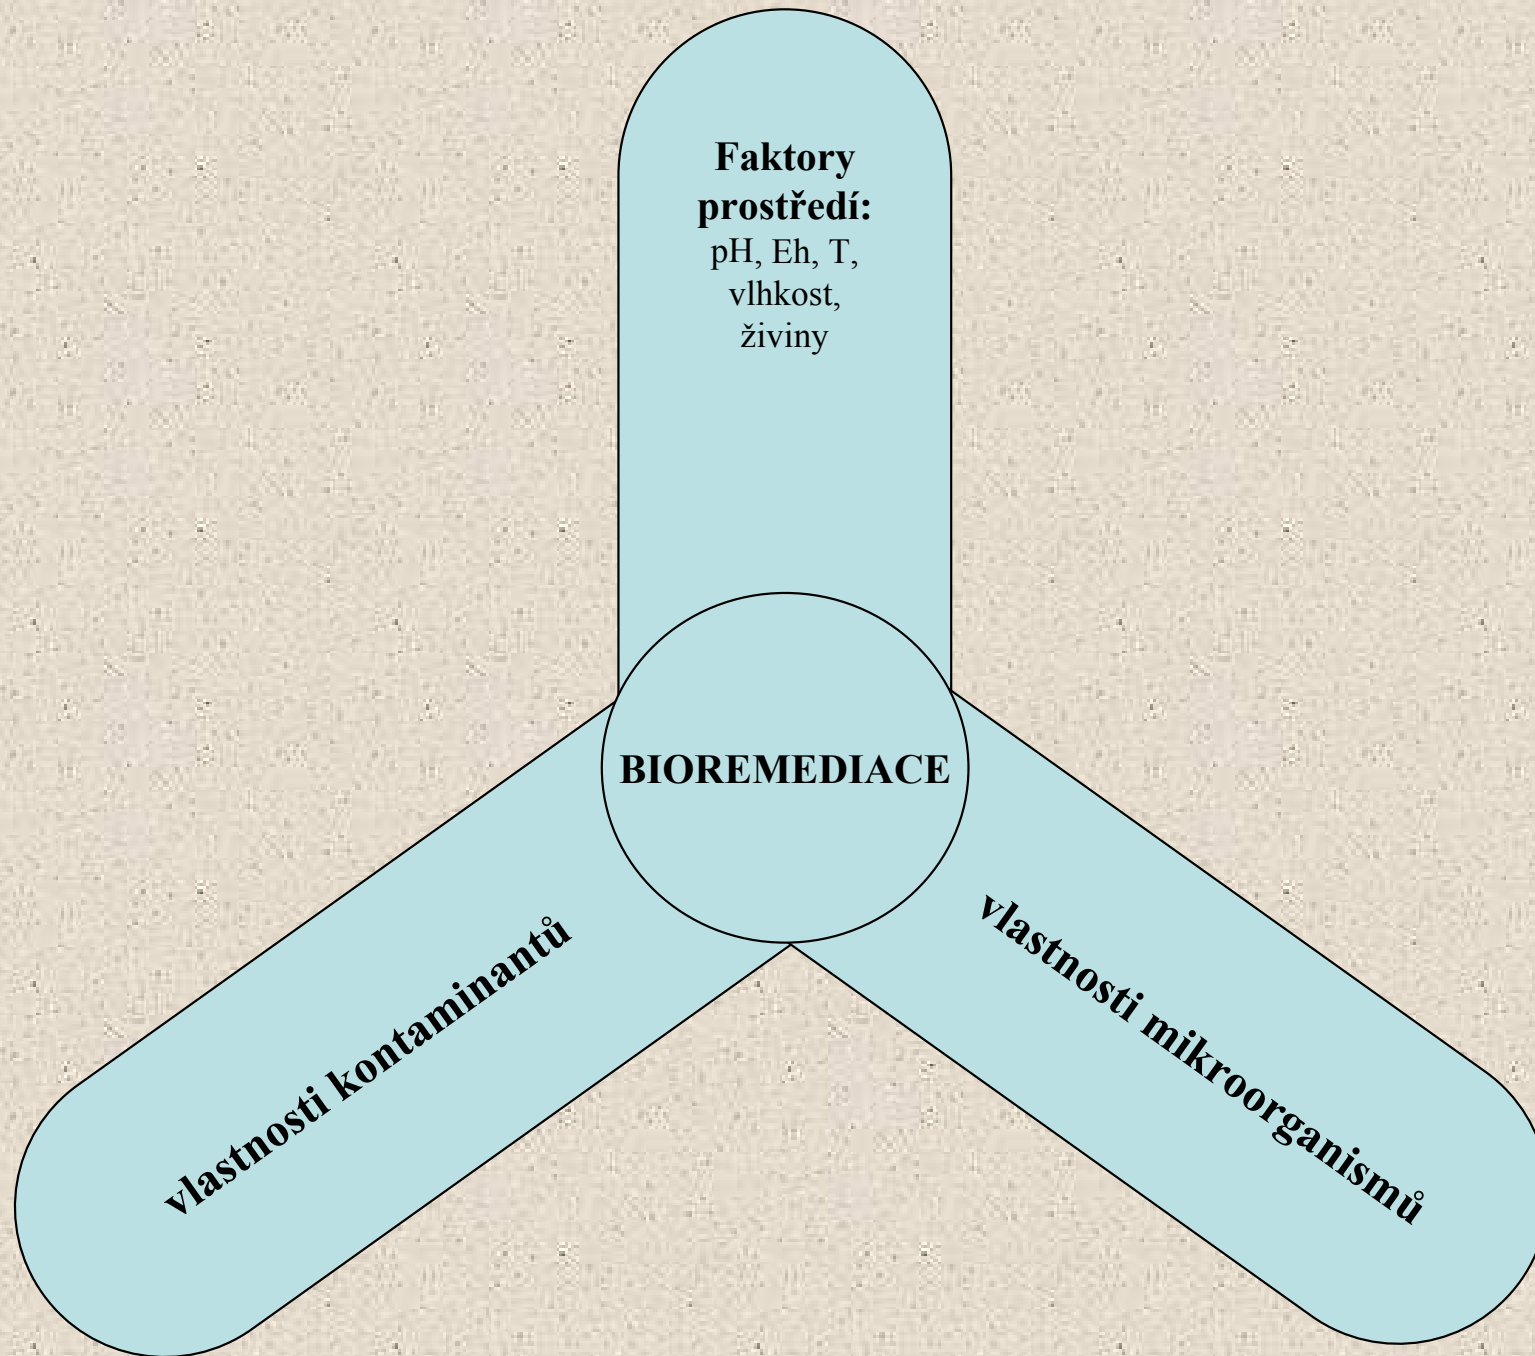 Faktory
prostředí:
pH, Eh, T,
vlhkost,
živiny
BIOREMEDIACE
vlastnosti kontaminantů
vlastnosti mikroorganismů